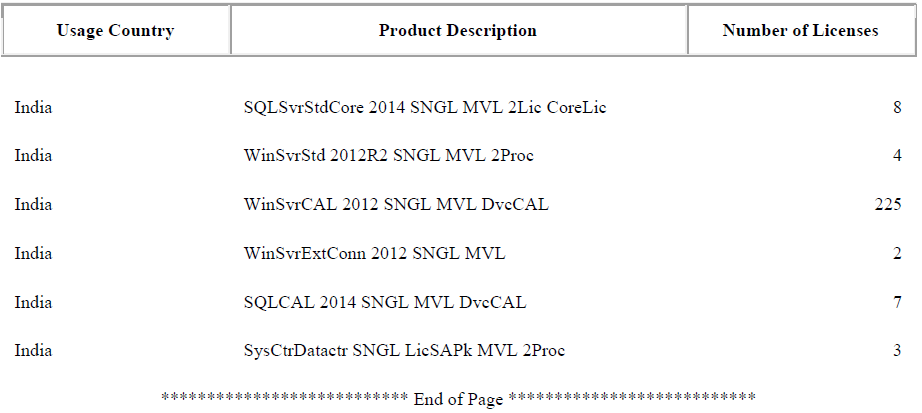 Usage Country Product Description Number of Licenses
India SQLSvrStdCore 2014 SNGL MVL 2Lic CoreLic 8
India WinSvrStd 2012R2 SNGL MVL 2Proc 4
India WinSvrCAL 2012 SNGL MVL DvcCAL 225
India WinSvrExtConn 2012 SNGL MVL 2
India SQLCAL 2014 SNGL MVL DvcCAL 7
India SysCtrDatactr SNGL LicSAPk MVL 2Proc 3
*************************** End of Page ***************************